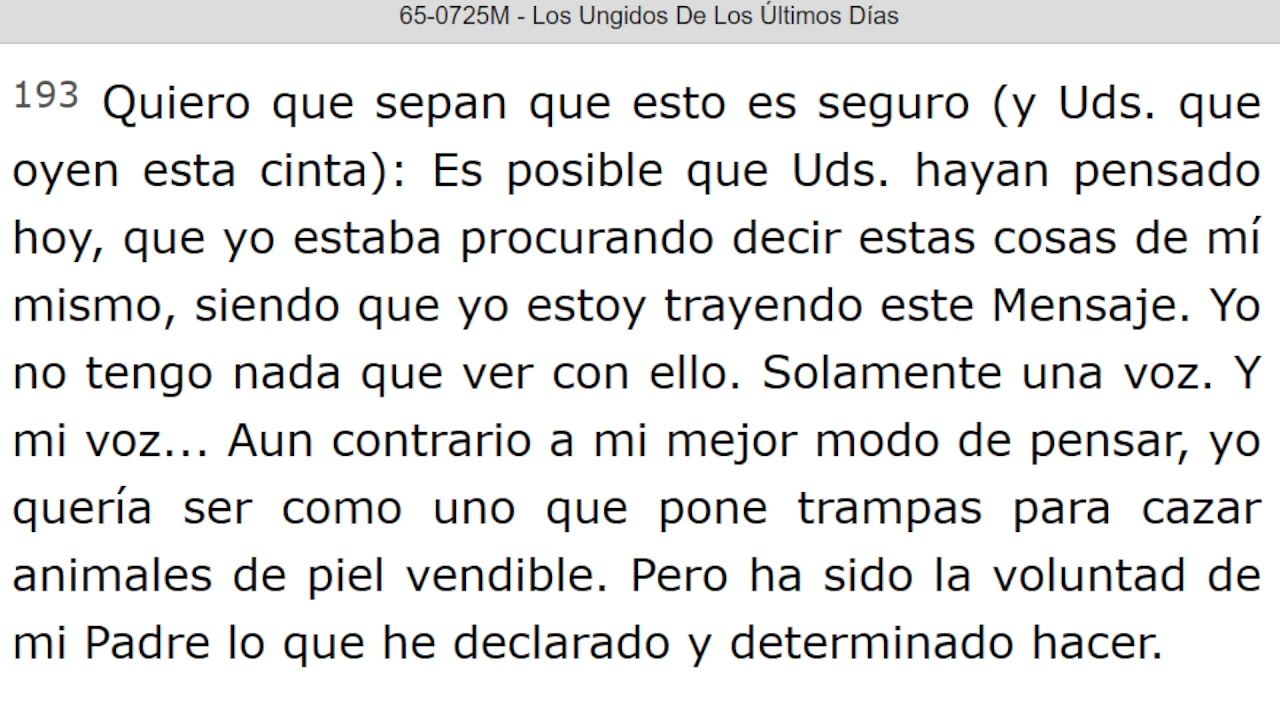 65-0725M - Los Ungidos De Los Últimos Días
193 Quiero que sepan que esto es seguro (y Uds. que
oyen esta cinta): Es posible que Uds. hayan pensado
hoy, que yo estaba procurando decir estas cosas de mí
mismo, siendo que yo estoy trayendo este Mensaje. Yo
no tengo nada que ver con ello. Solamente una voz. Y
mi voz... Aun contrario a mi mejor modo de pensar, yo
quería ser como uno que pone trampas para cazar
animales de piel vendible. Pero ha sido la voluntad de
mi Padre lo que he declarado y determinado hacer.